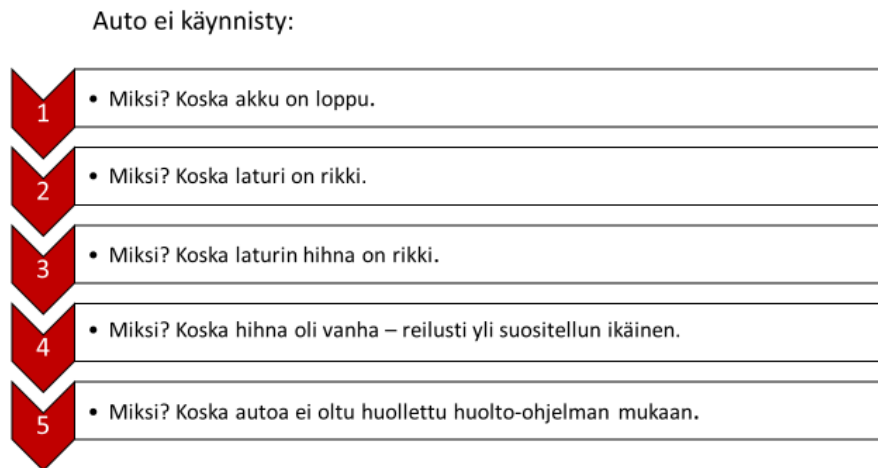 Auto ei käynnisty:
1
• Miksi? Koska akku on loppu.
2
• Miksi? Koska laturi on rikki.
3
• Miksi? Koska laturin hihna on rikki.
4
• Miksi? Koska hihna oli vanha – reilusti yli suositellun ikäinen.
5
• Miksi? Koska autoa ei oltu huollettu huolto-ohjelman mukaan.